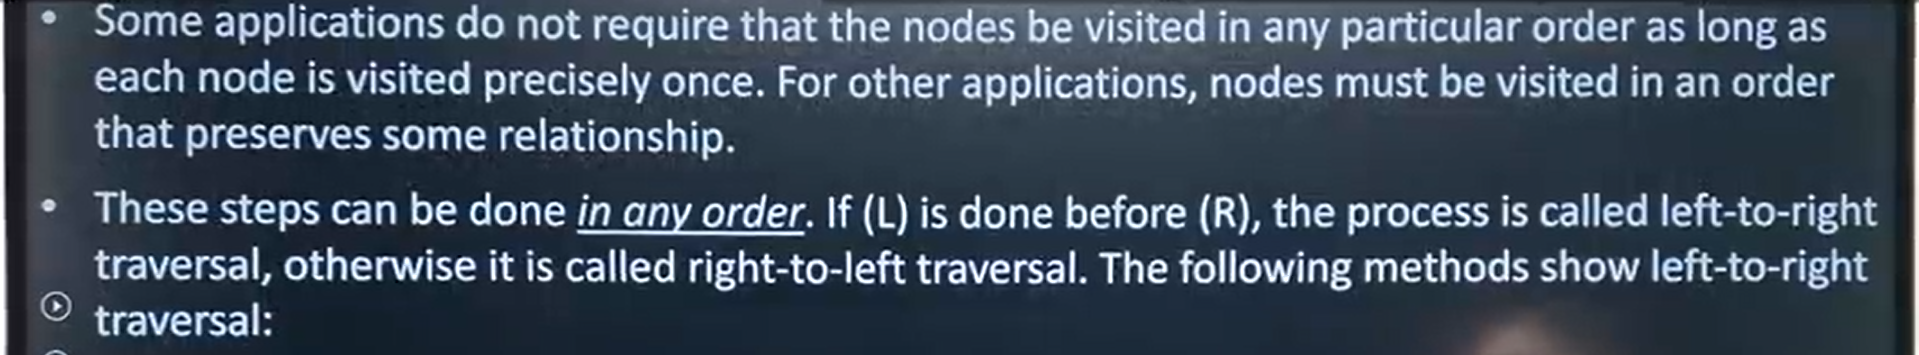 • Some applications do not require that the nodes be visited in any particular order as long as
each node is visited precisely once. For other applications, nodes must be visited in an order
that preserves some relationship.
• These steps can be done in any order. If (L) is done before (R), the process is called left-to-right
traversal, otherwise it is called right-to-left traversal. The following methods show left-to-right
traversal: